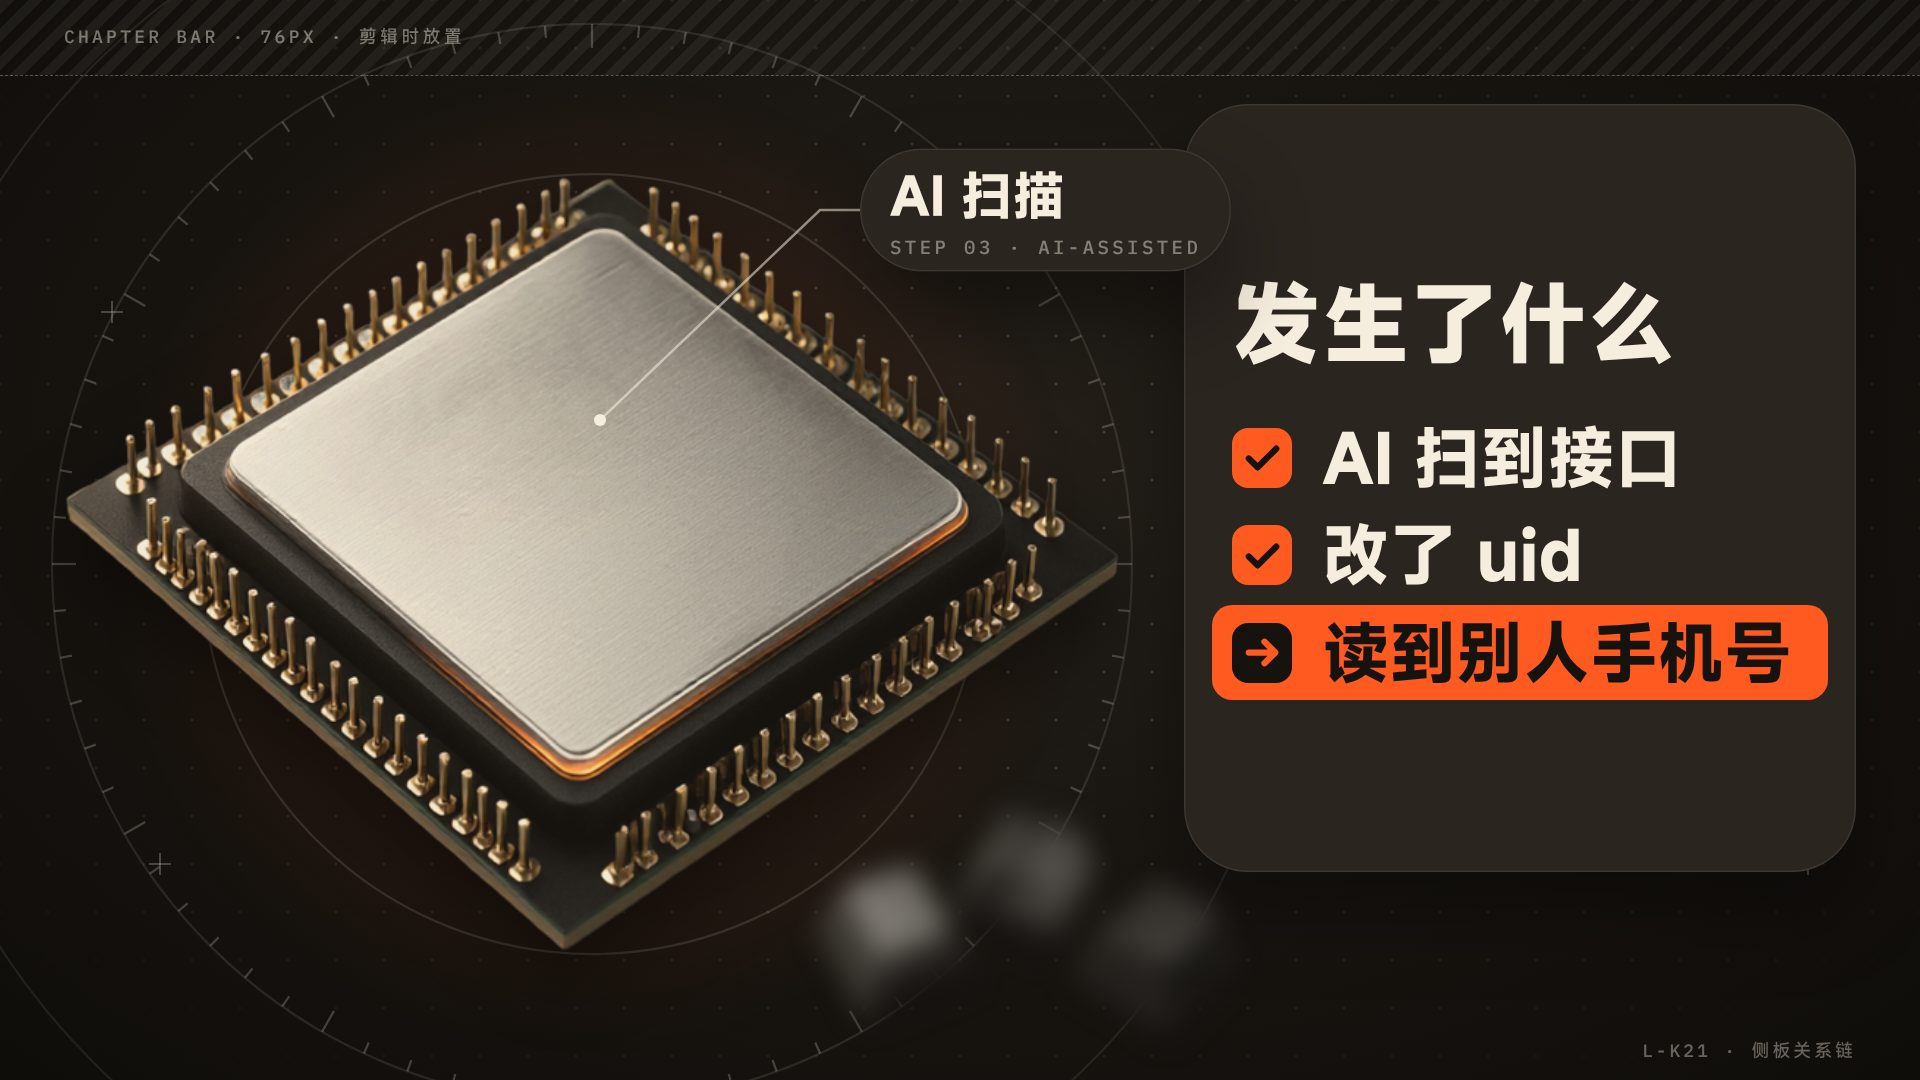 CHAPTER BAR · 76PX · 剪辑时放置
AI 扫描
STEP 03 · AI-ASSISTED
发生了什么
AI 扫到接口
改了 uid
读到别人手机号
L-K21 · 侧板关系链